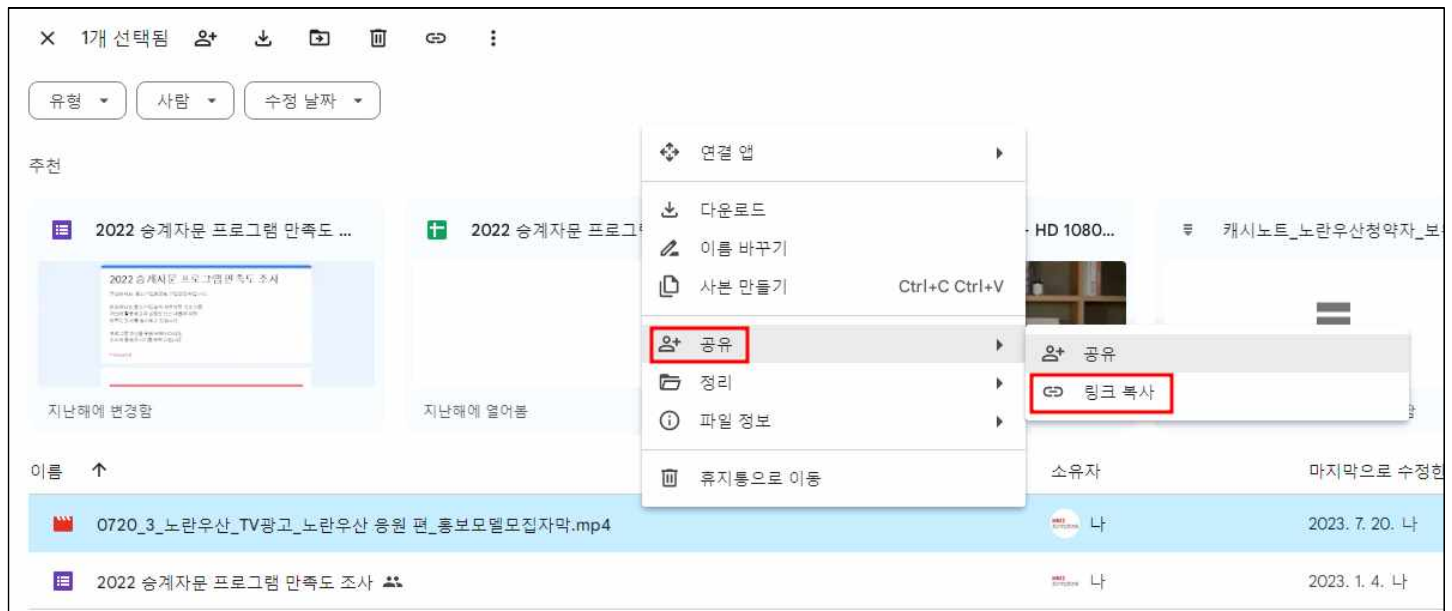 1개 선택됨
유형 사람 수정 날짜
추천
2022 승계자문 프로그램 만족도 ...
2022 승계자문 프로그
- HD 1080...
캐시노트_노란우산청약자_보
2022 승계자문 프로그램 만족도 조사
지난해에 변경함
지난해에 열어봄
연결 앱
다운로드
이름 바꾸기
사본 만들기 Ctrl+C Ctrl+V
공유
정리
파일 정보
휴지통으로 이동
공유
링크 복사
이름 소유자 마지막으로 수정한
0720_3_노란우산_TV광고_노란우산 응원 편_홍보모델모집자막.mp4 나 2023. 7. 20. 나
2022 승계자문 프로그램 만족도 조사 나 2023. 1. 4. 나